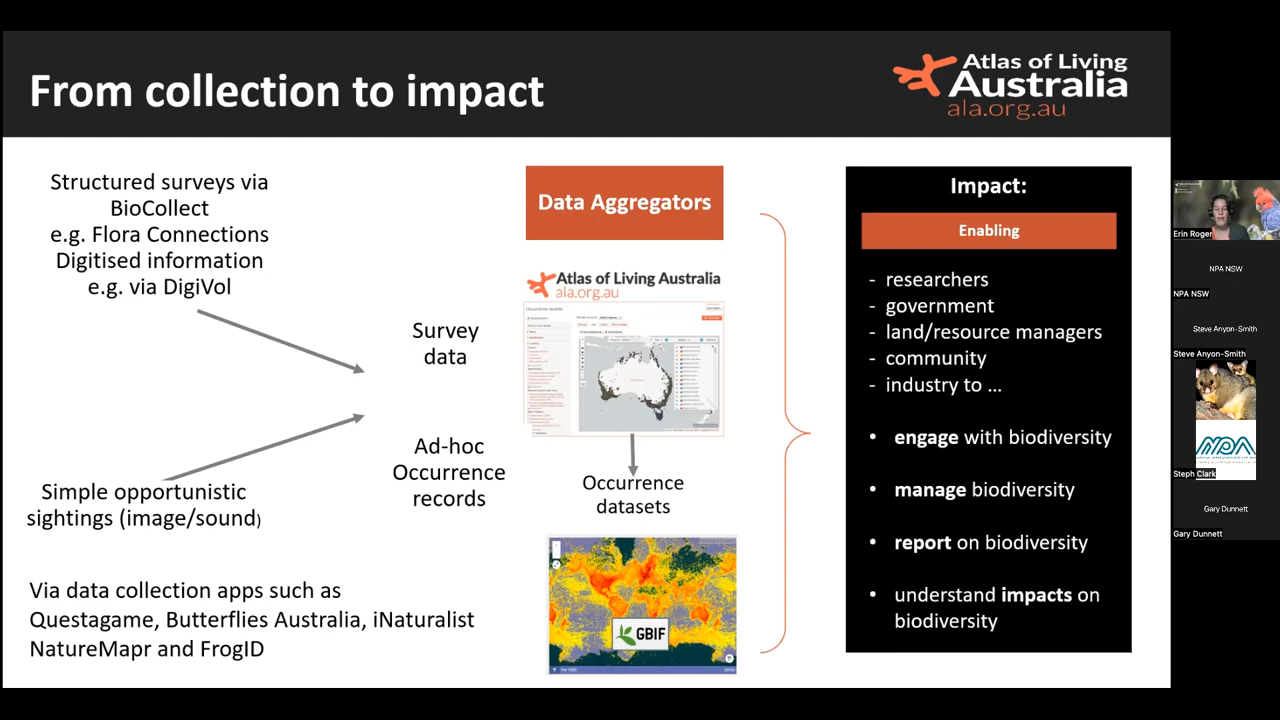 From collection to impact
Atlas of Living
Australia
ala.org.au
Structured surveys via
BioCollect
e.g. Flora Connections
Digitised information
e.g. via DigiVol
Simple opportunistic
sightings (image/sound)
Via data collection apps such as
Questagame, Butterflies Australia, iNaturalist
NatureMapr and FrogID
Survey
data
Ad-hoc
Occurrence
records
Data Aggregators
Atlas of Living Australia
ala.org.au
Occurrence records
Occurrence
datasets
GBIF
Impact:
Enabling
- researchers
- government
- land/resource managers
- community
- industry to ...
• engage with biodiversity
• manage biodiversity
• report on biodiversity
• understand impacts on
biodiversity
Erin Roger
NPA NSW
NPA NSW
Steve Anyon-Smith
Steve Anyon-Smith
NPA
Steph Clark
Gary Dunnett
Gary Dunnett